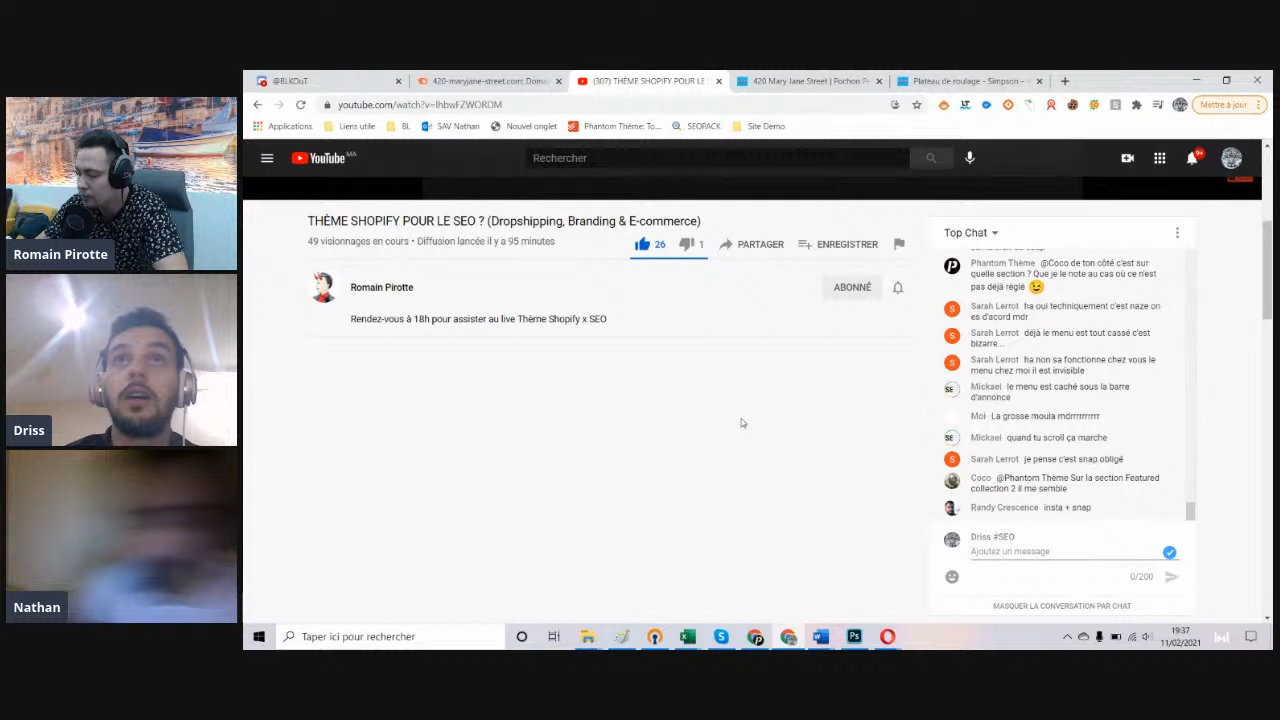 Romain Pirotte
Driss
Nathan
@BLKOuT
420-maryjane-street.com: Doma
(307) THÈME SHOPIFY POUR LE
420 Mary Jane Street | Pochon P
Plateau de roulage - Simpson –
youtube.com/watch?v=lhbwFZWORDM
Mettre à jour
Applications
Liens utile
BL
SAV Nathan
Nouvel onglet
Phantom Thème: To...
SEOPACK
Site Demo
YouTube MA
Rechercher
9+
THÈME SHOPIFY POUR LE SEO ? (Dropshipping, Branding & E-commerce)
49 visionnages en cours • Diffusion lancée il y a 95 minutes
26
1
PARTAGER
ENREGISTRER
Romain Pirotte
ABONNÉ
Rendez-vous à 18h pour assister au live Thème Shopify x SEO
Top Chat
Phantom Thème @Coco de ton côté c'est sur
quelle section ? Que je le note au cas où ce n'est
pas déjà réglé
Sarah Lerrot ha oui techniquement c'est naze on
es d'acord mdr
Sarah Lerrot déjà le menu est tout cassé c'est
bizarre...
Sarah Lerrot ha non sa fonctionne chez vous le
menu chez moi il est invisible
Mickael le menu est caché sous la barre
d'annonce
Moi La grosse moula mdrrrrrrrrr
Mickael quand tu scroll ça marche
Sarah Lerrot je pense c'est snap obligé
Coco @Phantom Thème Sur la section Featured
collection 2 il me semble
Randy Crescence insta + snap
Driss #SEO
Ajoutez un message
0/200
MASQUER LA CONVERSATION PAR CHAT
Taper ici pour rechercher
19:37
11/02/2021